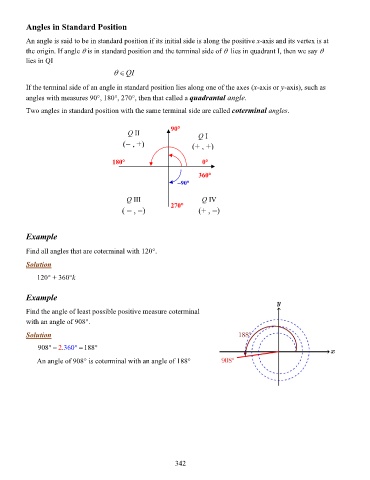 Angles in Standard Position
An angle is said to be in standard position if its initial side is along the positive x-axis and its vertex is at
the origin. If angle θ is in standard position and the terminal side of θ lies in quadrant I, then we say θ
lies in QI
θ ∈ QI
If the terminal side of an angle in standard position lies along one of the axes (x-axis or y-axis), such as
angles with measures 90°, 180°, 270°, then that called a quadrantal angle.
Two angles in standard position with the same terminal side are called coterminal angles.
90°
Q II
Q I
(− , +)
(+ , +)
180°
0°
360°
−90°
Q III
Q IV
270°
( − , −)
(+ , −)
Example
Find all angles that are coterminal with 120°.
Solution
120° + 360°k
Example
Find the angle of least possible positive measure coterminal
with an angle of 908°.
Solution
908° − 2.360° = 188°
An angle of 908° is coterminal with an angle of 188°
y
188°
x
908°
342